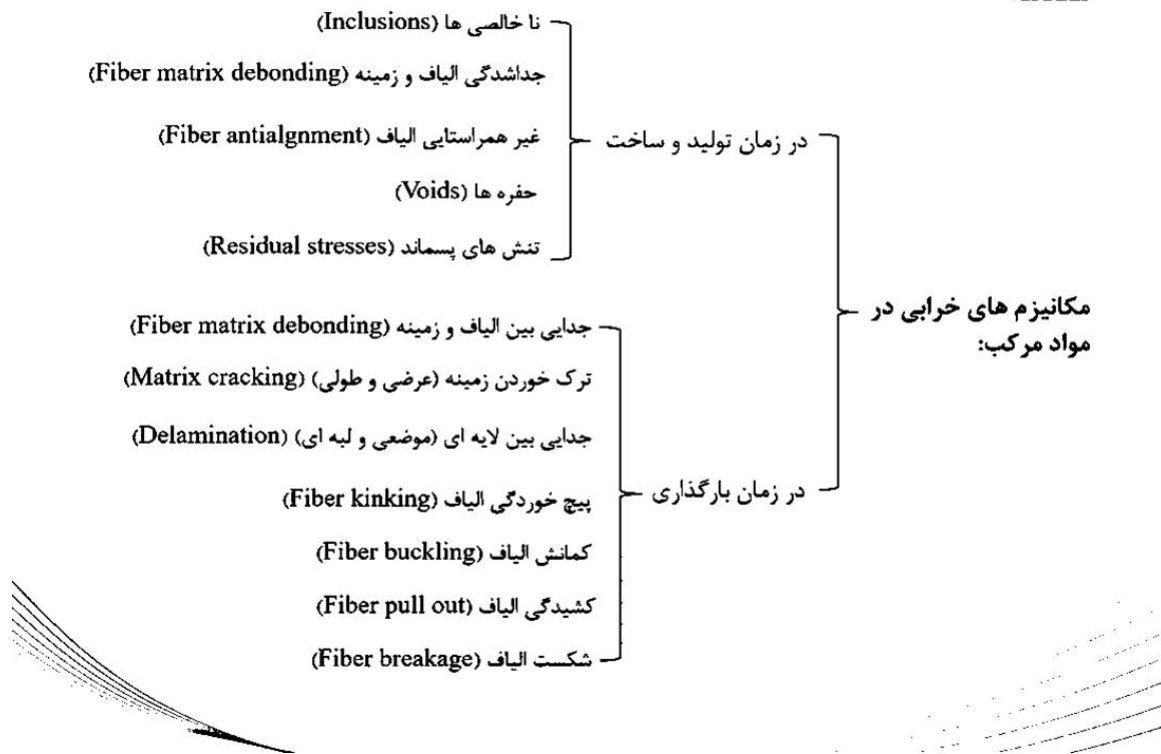 مکانیزم های خرابی در
مواد مرکب:
در زمان تولید و ساخت
نا خالصی ها (Inclusions)
جداشدگی الیاف و زمینه (Fiber matrix debonding)
غیر همراستایی الیاف (Fiber antialgnment)
حفره ها (Voids)
تنش های پسماند (Residual stresses)
در زمان بارگذاری
جدایی بین الیاف و زمینه (Fiber matrix debonding)
ترک خوردن زمینه (عرضی و طولی) (Matrix cracking)
جدایی بین لایه ای (موضعی و لبه ای) (Delamination)
پیچ خوردگی الیاف (Fiber kinking)
کمانش الیاف (Fiber buckling)
کشیدگی الیاف (Fiber pull out)
شکست الیاف (Fiber breakage)